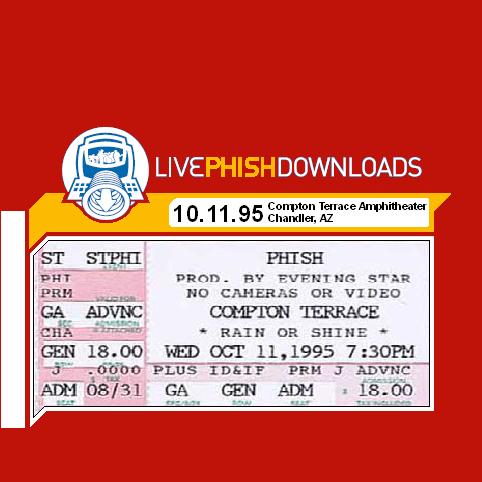 LIVEPHISHDOWNLOADS
10.11.95 Compton Terrace Amphitheater
Chandler, AZ
ST STPHI PHISH
PHI PROD. BY EVENING STAR
PRM NO CAMERAS OR VIDEO
GA ADVNC COMPTON TERRACE
CHA * RAIN OR SHINE *
GEN 18.00 WED OCT 11,1995 7:30PM
J .0000 PLUS ID&IF PRM J ADVNC
ADM 08/31 GA GEN ADM 18.00